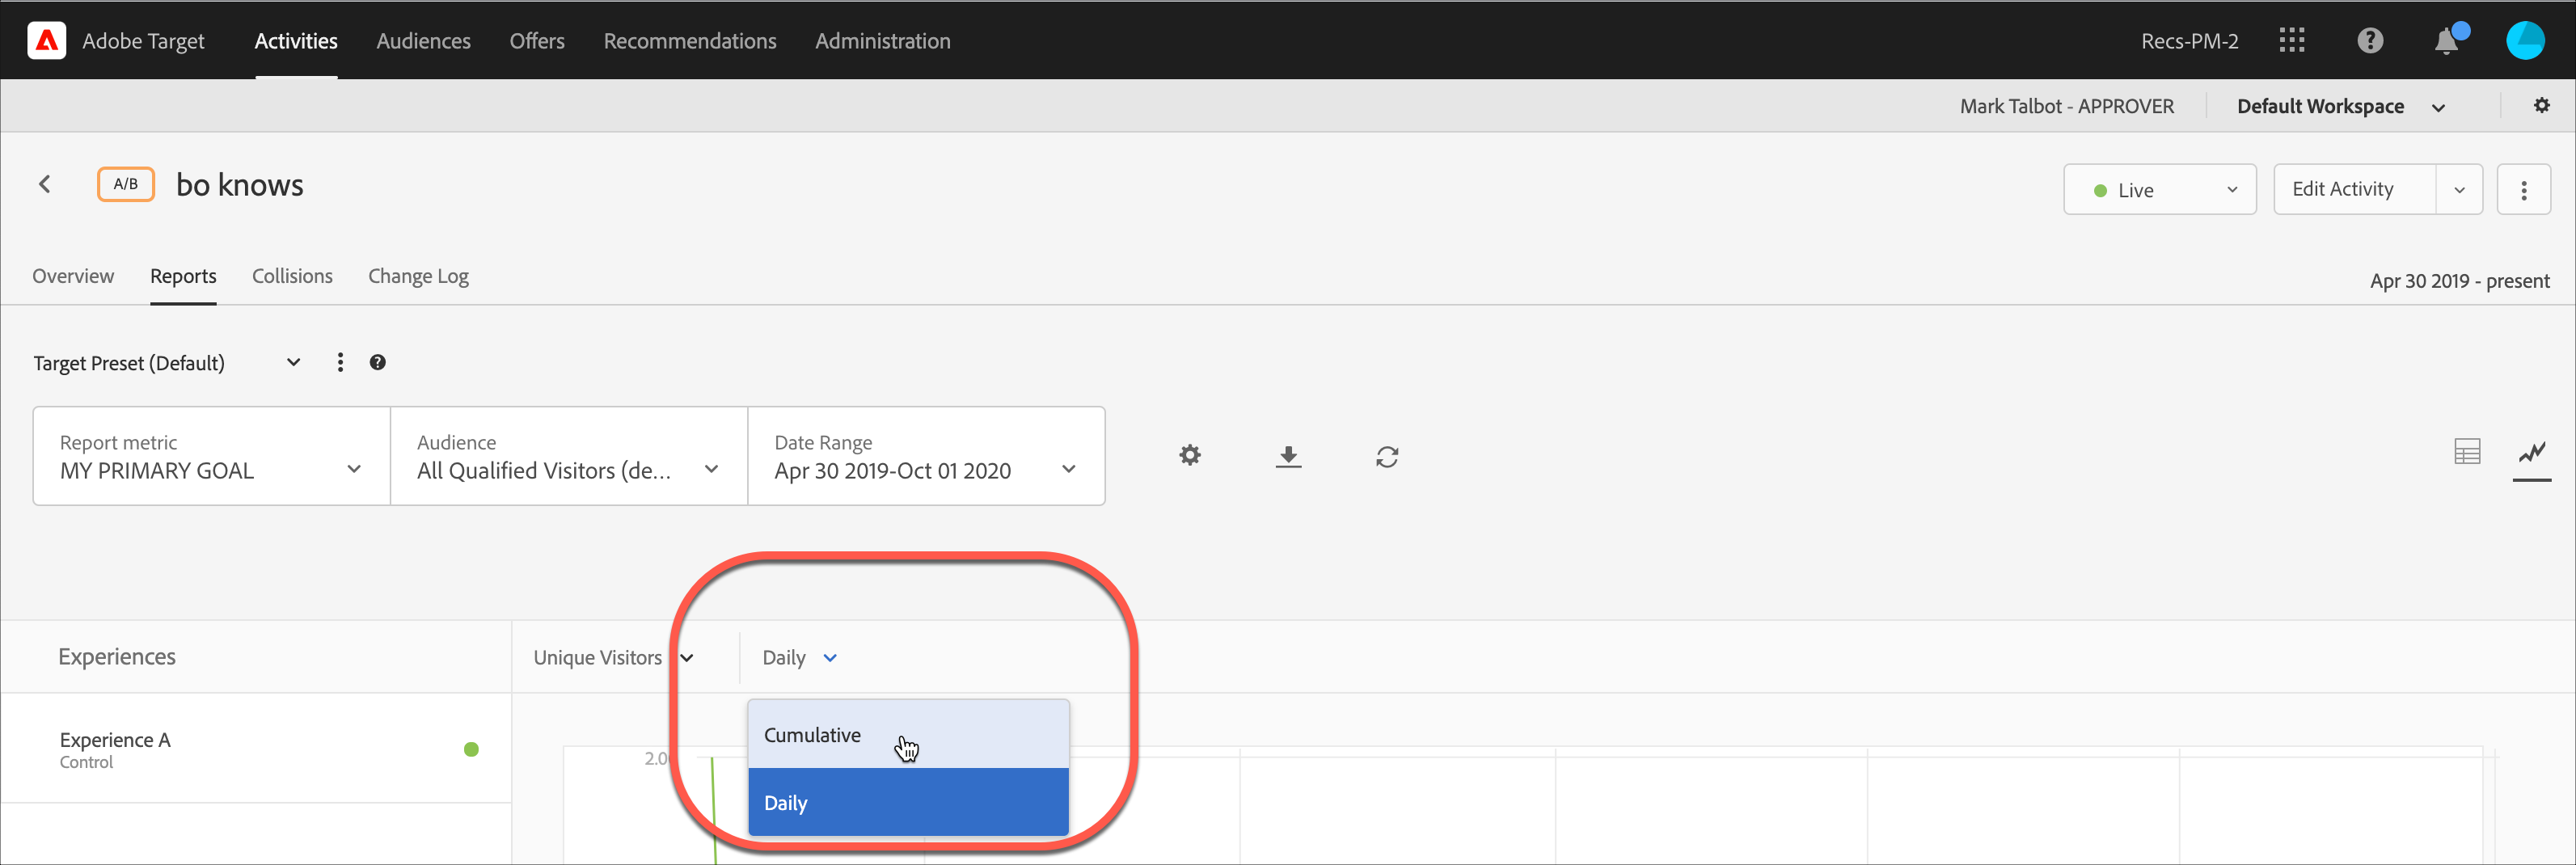 Adobe Target Activities Audiences Offers Recommendations Administration Recs-PM-2
Mark Talbot - APPROVER Default Workspace
A/B bo knows Live Edit Activity
Overview Reports Collisions Change Log Apr 30 2019 - present
Target Preset (Default)
Report metric Audience Date Range
MY PRIMARY GOAL All Qualified Visitors (de... Apr 30 2019-Oct 01 2020
Experiences Unique Visitors Daily
Cumulative
Experience A
Control
Daily